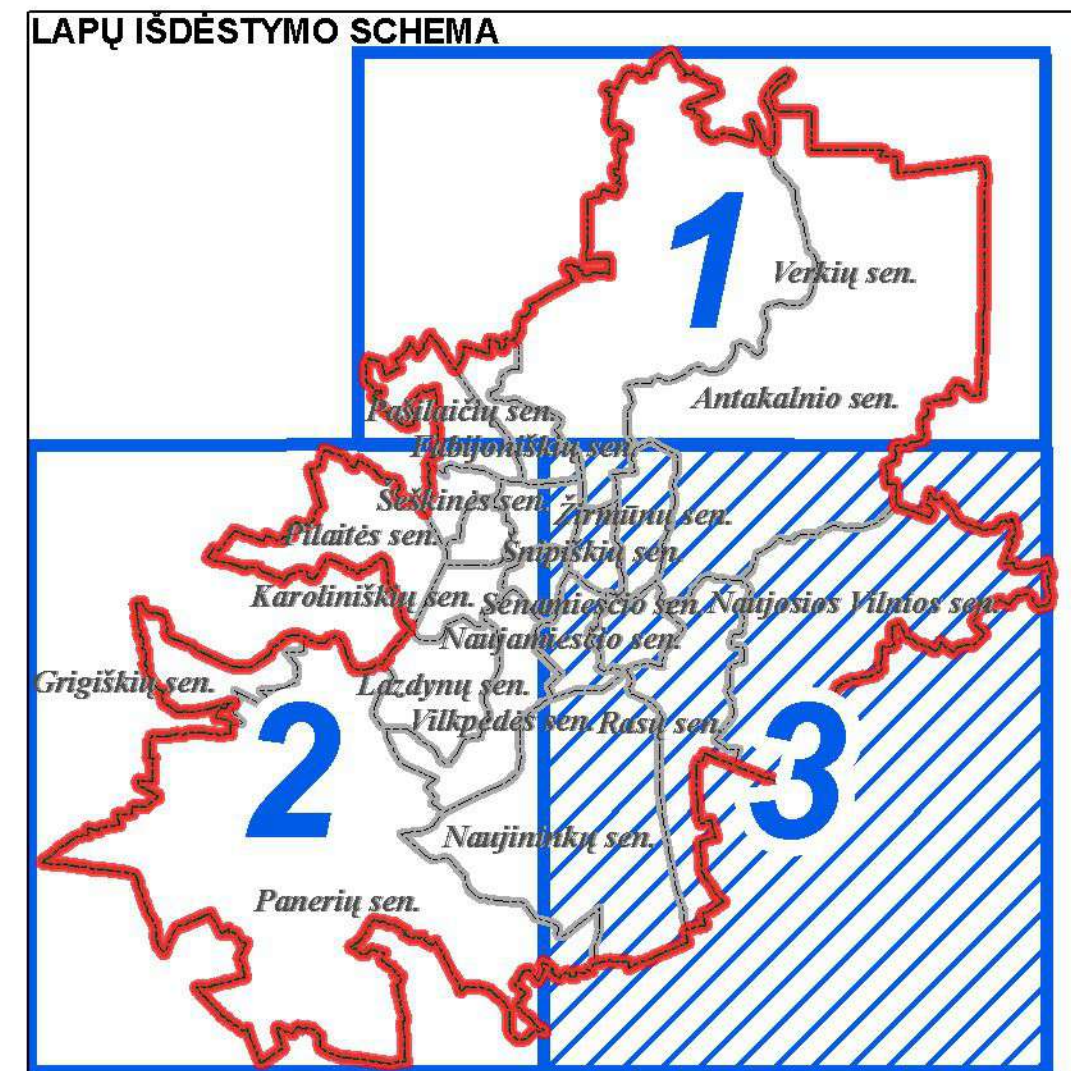 LAPŲ IŠDĖSTYMO SCHEMA
1
Verkių sen.
Antakalnio sen.
Pašilaičių sen.
Fabijoniškių sen.
Šeškinės sen.
Žirmūnų sen.
Pilaitės sen.
Šnipiškių sen.
Karoliniškių sen.
Senamiesčio sen.
Naujosios Vilnios sen.
Naujamiesčio sen.
Grigiškių sen.
Lazdynų sen.
Vilkpėdės sen.
Rasų sen.
2
3
Naujininkų sen.
Panerių sen.